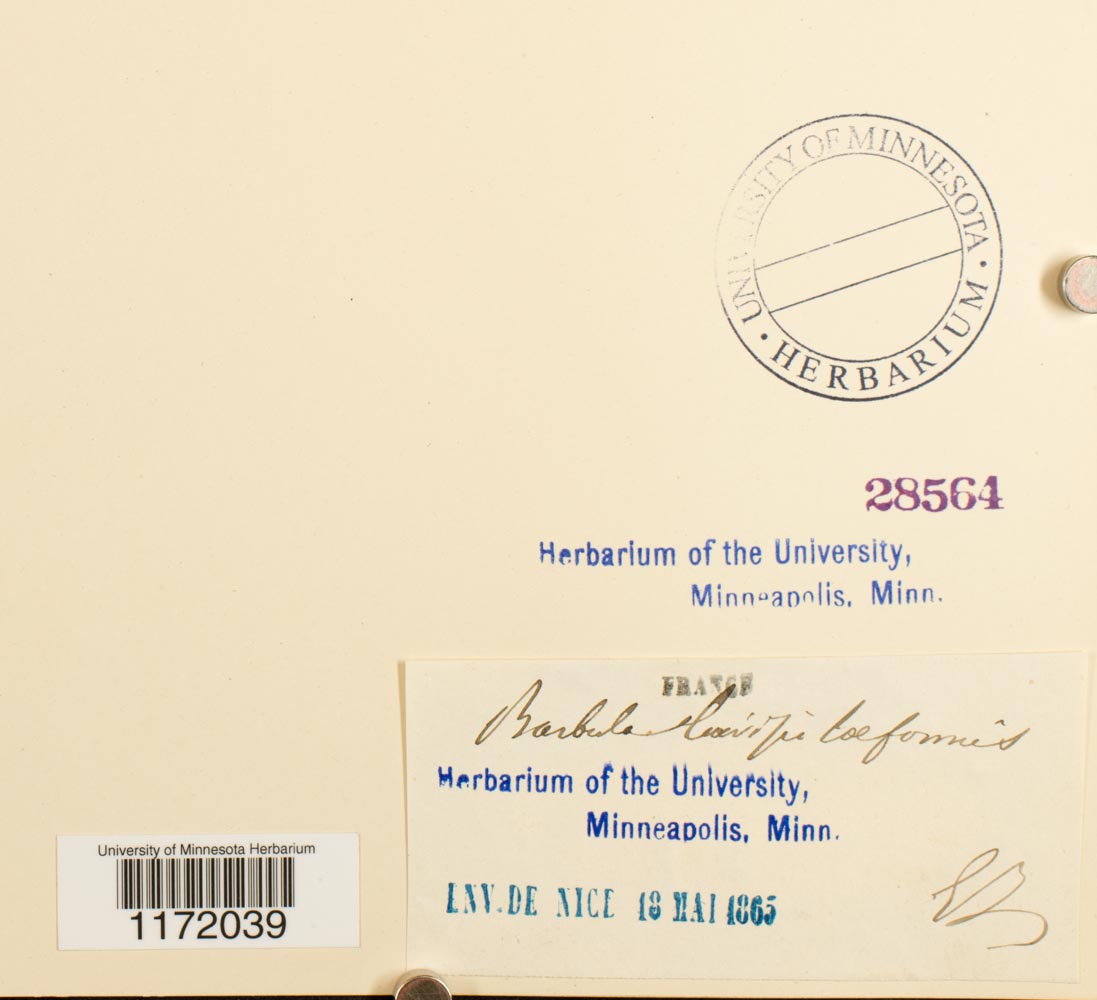 UNIVERSITY OF MINNESOTA
• HERBARIUM •
28564
Herbarium of the University,
Minneapolis, Minn.
FRANCE
Barbula laevipilaeformis
Herbarium of the University,
Minneapolis, Minn.
ENV. DE NICE 18 MAI 1865
University of Minnesota Herbarium
1172039